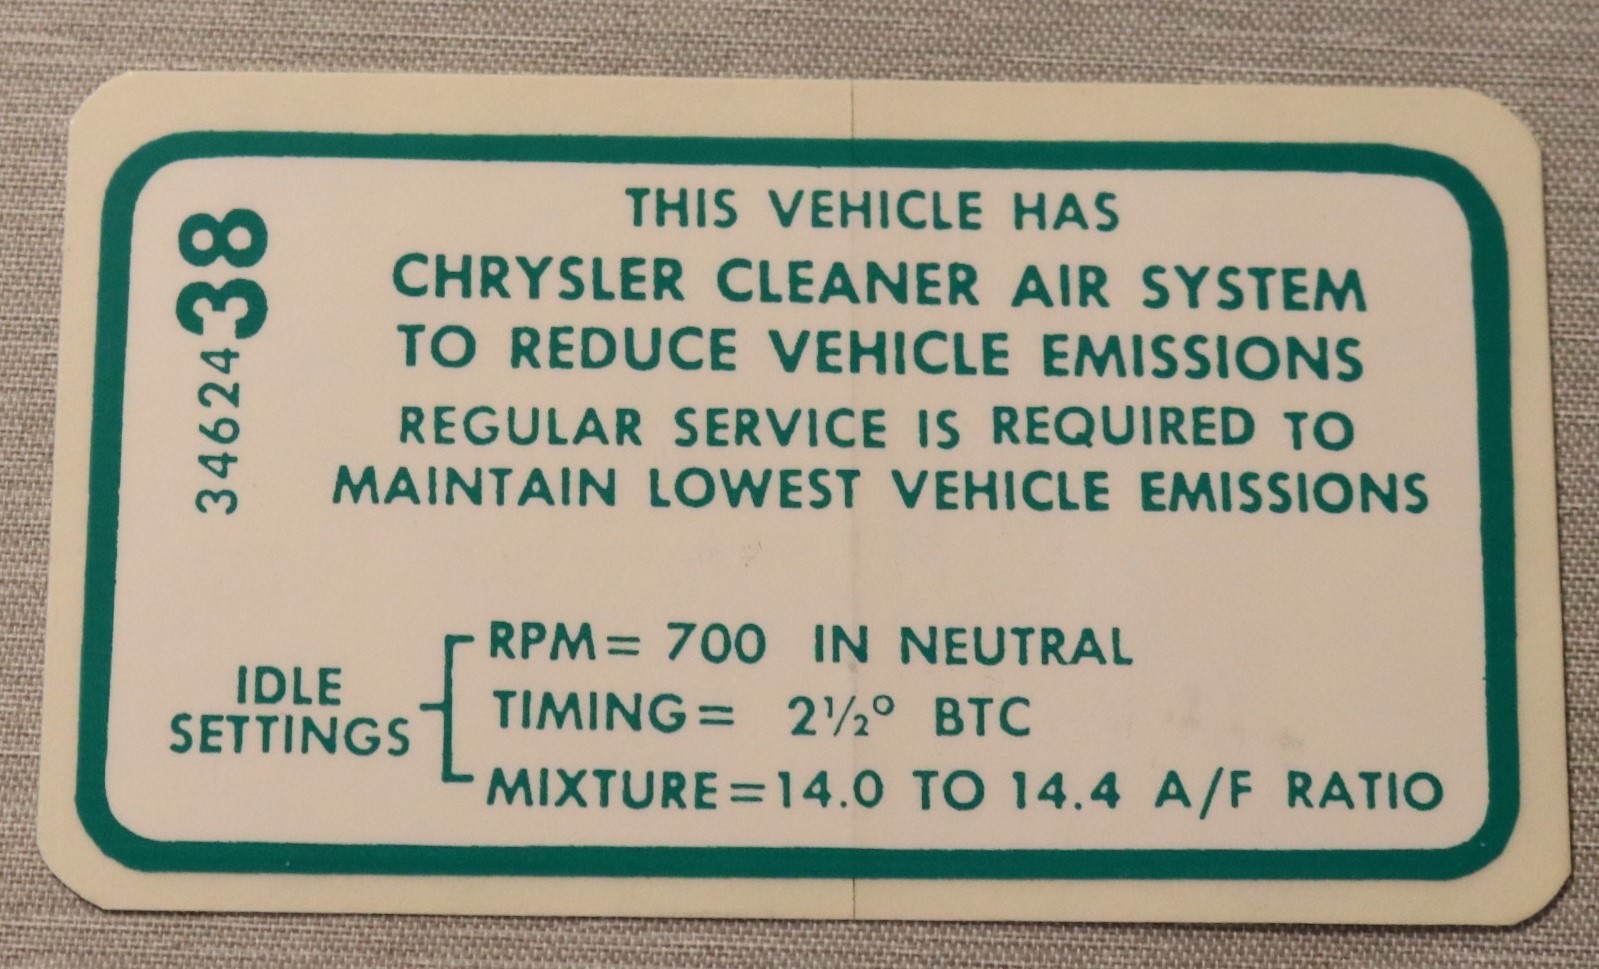 3462438
THIS VEHICLE HAS
CHRYSLER CLEANER AIR SYSTEM
TO REDUCE VEHICLE EMISSIONS
REGULAR SERVICE IS REQUIRED TO
MAINTAIN LOWEST VEHICLE EMISSIONS
IDLE
SETTINGS
RPM= 700 IN NEUTRAL
TIMING= 2½° BTC
MIXTURE=14.0 TO 14.4 A/F RATIO